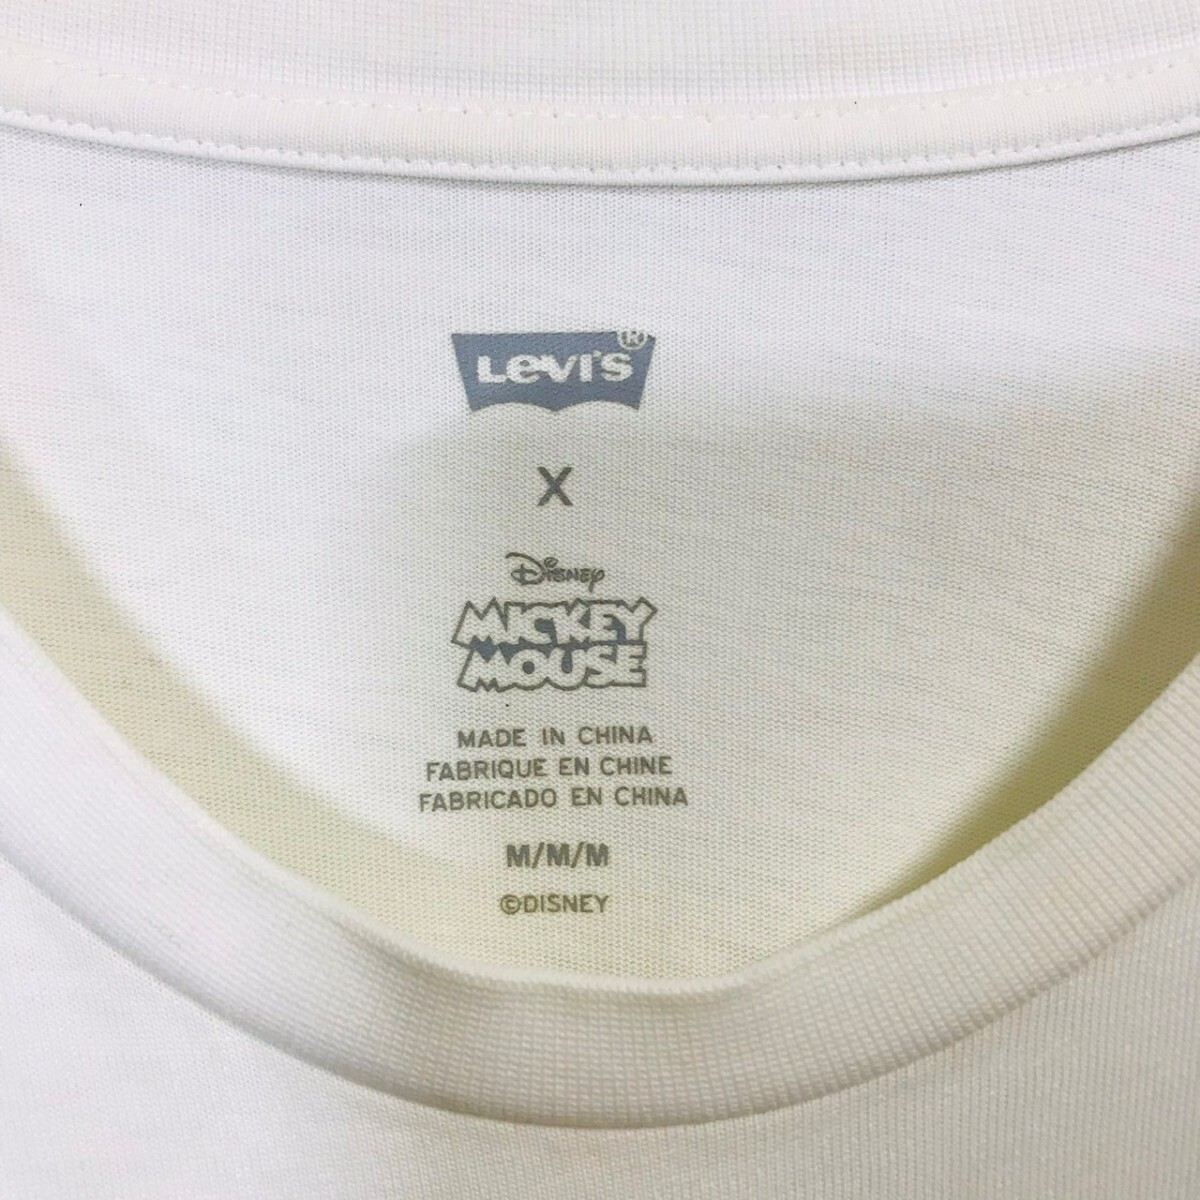 Levi's®
X
Disney
MICKEY
MOUSE
MADE IN CHINA
FABRIQUE EN CHINE
FABRICADO EN CHINA
M/M/M
©DISNEY